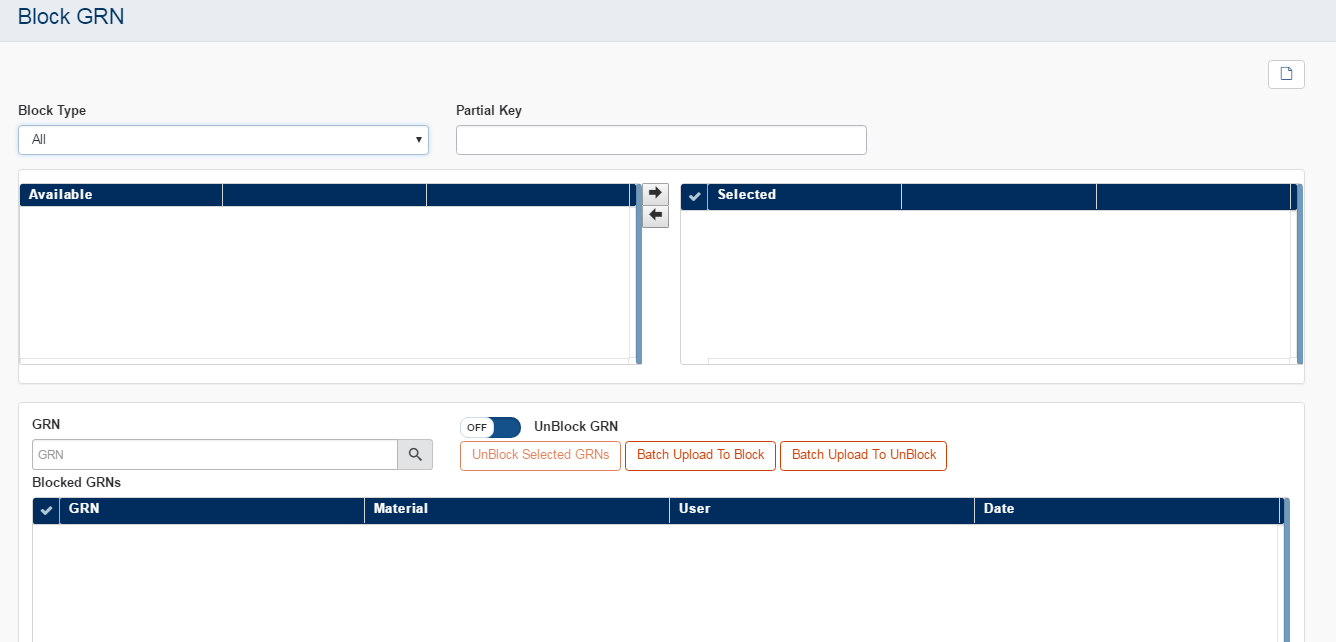 Block GRN
Block Type
Partial Key
All
Available
Selected
GRN
OFF
UnBlock GRN
GRN
UnBlock Selected GRNs
Batch Upload To Block
Batch Upload To UnBlock
Blocked GRNs
GRN
Material
User
Date